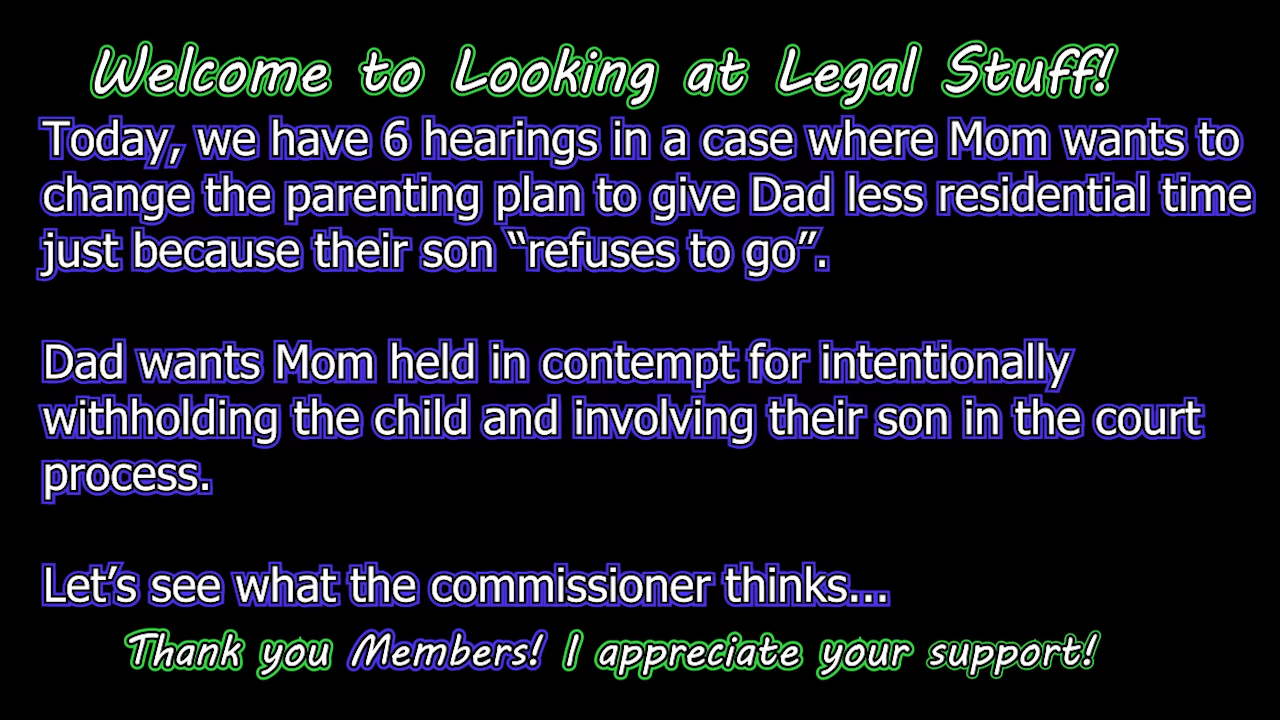 Welcome to Looking at Legal Stuff!
Today, we have 6 hearings in a case where Mom wants to
change the parenting plan to give Dad less residential time
just because their son “refuses to go”.
Dad wants Mom held in contempt for intentionally
withholding the child and involving their son in the court
process.
Let’s see what the commissioner thinks...
Thank you Members! I appreciate your support!